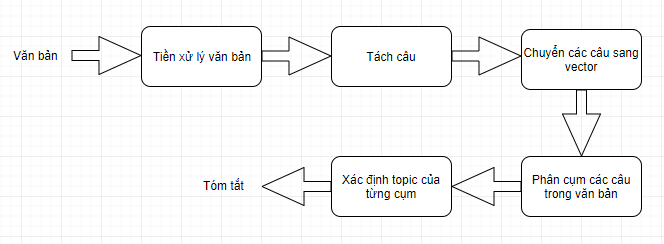 Văn bản
Tiền xử lý văn bản
Tách câu
Chuyển các câu sang
vector
Phân cụm các câu
trong văn bản
Xác định topic của
từng cụm
Tóm tắt